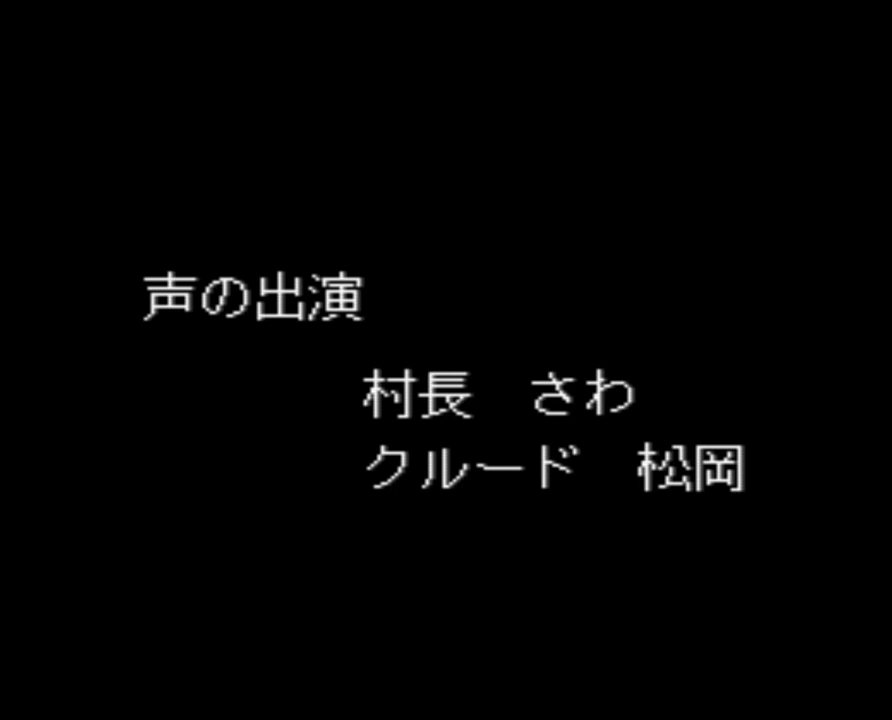 声の出演
村長　さわ
クルード　松岡